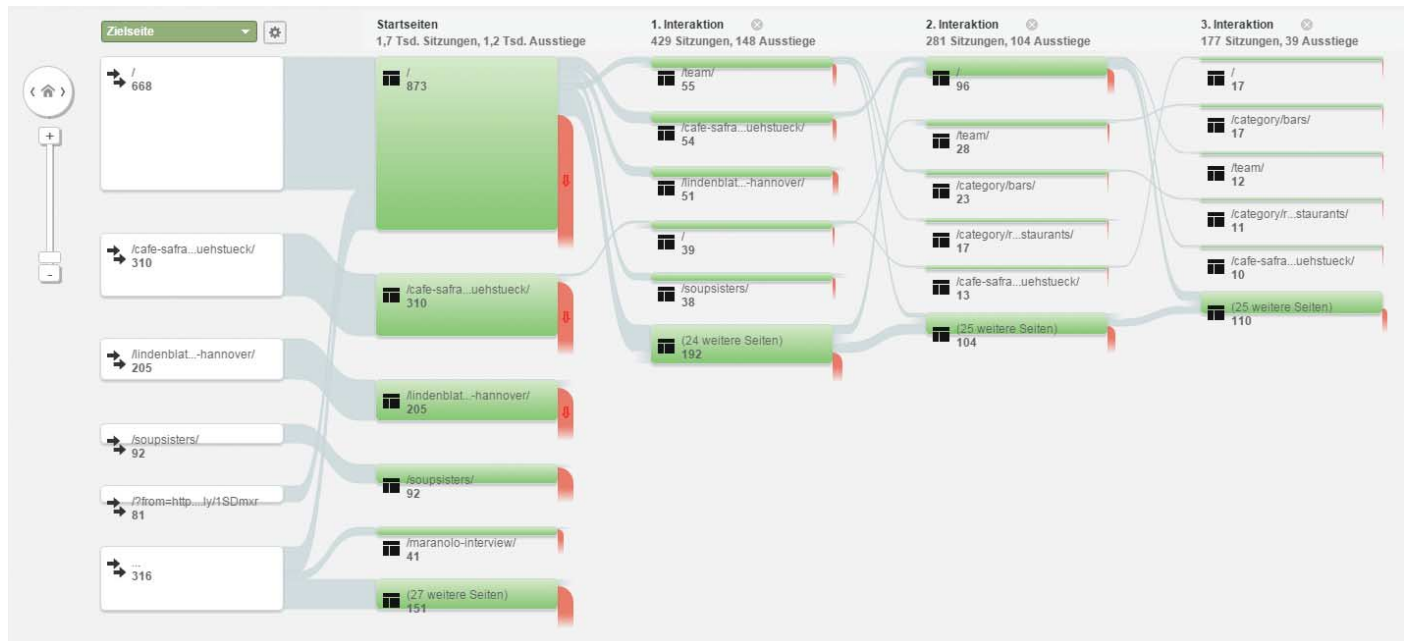 Zielseite
Startseiten
1,7 Tsd. Sitzungen, 1,2 Tsd. Ausstiege
1. Interaktion
429 Sitzungen, 148 Ausstiege
2. Interaktion
281 Sitzungen, 104 Ausstiege
3. Interaktion
177 Sitzungen, 39 Ausstiege
/
668
/cafe-safra...uehstueck/
310
/lindenblat...-hannover/
205
/soupsisters/
92
/?from=http....ly/1SDmxr
81
...
316
/
873
/cafe-safra...uehstueck/
310
/lindenblat...-hannover/
205
/soupsisters/
92
/maranolo-interview/
41
(27 weitere Seiten)
151
/team/
55
/cafe-safra...uehstueck/
54
/lindenblat...-hannover/
51
/
39
/soupsisters/
38
(24 weitere Seiten)
192
/
96
/team/
28
/category/bars/
23
/category/r...staurants/
17
/cafe-safra...uehstueck/
13
(25 weitere Seiten)
104
/
17
/category/bars/
17
/team/
12
/category/r...staurants/
11
/cafe-safra...uehstueck/
10
(25 weitere Seiten)
110
+
-